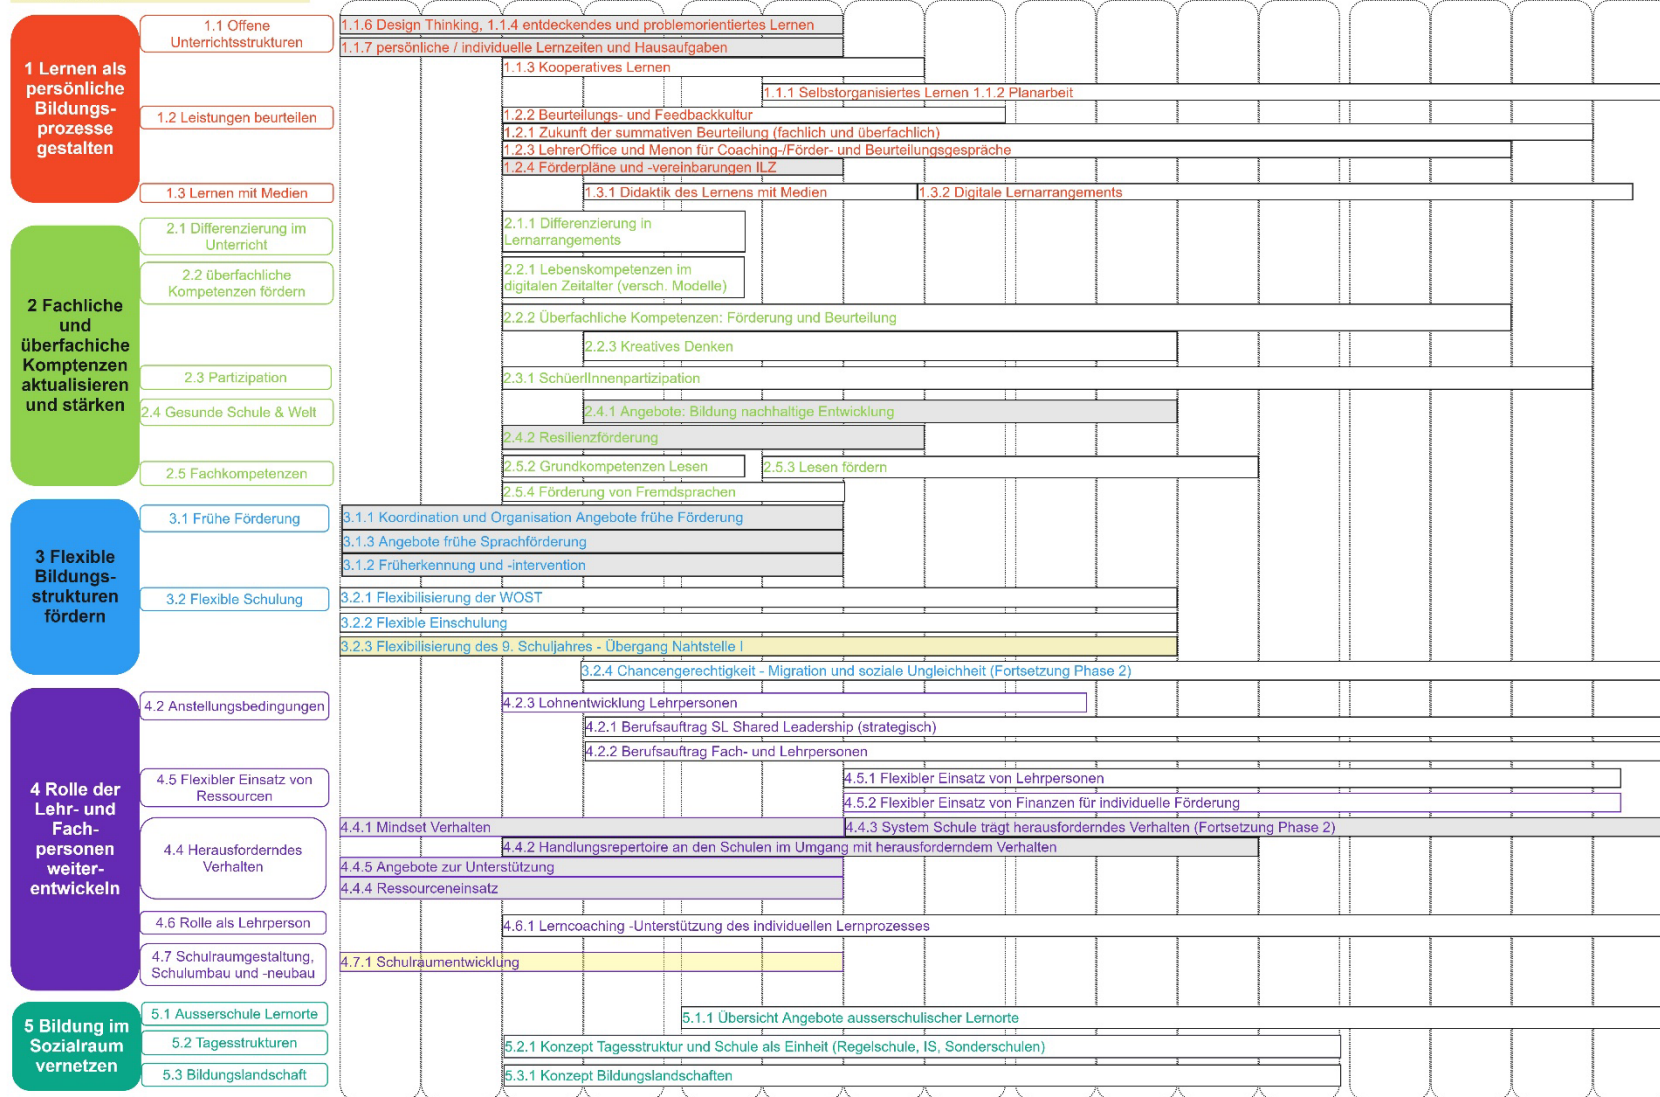 1 Lernen als
persönliche
Bildungs-
prozesse
gestalten
1.1 Offene
Unterrichtsstrukturen
1.1.6 Design Thinking, 1.1.4 entdeckendes und problemorientiertes Lernen
1.1.7 persönliche / individuelle Lernzeiten und Hausaufgaben
1.1.3 Kooperatives Lernen
1.1.1 Selbstorganisiertes Lernen 1.1.2 Planarbeit
1.2 Leistungen beurteilen
1.2.2 Beurteilungs- und Feedbackkultur
1.2.1 Zukunft der summativen Beurteilung (fachlich und überfachlich)
1.2.3 LehrerOffice und Menon für Coaching-/Förder- und Beurteilungsgespräche
1.2.4 Förderpläne und -vereinbarungen ILZ
1.3 Lernen mit Medien
1.3.1 Didaktik des Lernens mit Medien
1.3.2 Digitale Lernarrangements
2 Fachliche
und
überfachiche
Komptenzen
aktualisieren
und stärken
2.1 Differenzierung im
Unterricht
2.1.1 Differenzierung in
Lernarrangements
2.2 überfachliche
Kompetenzen fördern
2.2.1 Lebenskompetenzen im
digitalen Zeitalter (versch. Modelle)
2.2.2 Überfachliche Kompetenzen: Förderung und Beurteilung
2.2.3 Kreatives Denken
2.3 Partizipation
2.3.1 SchüerInnenpartizipation
2.4 Gesunde Schule & Welt
2.4.1 Angebote: Bildung nachhaltige Entwicklung
2.4.2 Resilienzförderung
2.5 Fachkompetenzen
2.5.2 Grundkompetenzen Lesen
2.5.3 Lesen fördern
2.5.4 Förderung von Fremdsprachen
3 Flexible
Bildungs-
strukturen
fördern
3.1 Frühe Förderung
3.1.1 Koordination und Organisation Angebote frühe Förderung
3.1.3 Angebote frühe Sprachförderung
3.1.2 Früherkennung und -intervention
3.2 Flexible Schulung
3.2.1 Flexibilisierung der WOST
3.2.2 Flexible Einschulung
3.2.3 Flexibilisierung des 9. Schuljahres - Übergang Nahtstelle I
3.2.4 Chancengerechtigkeit - Migration und soziale Ungleichheit (Fortsetzung Phase 2)
4 Rolle der
Lehr- und
Fach-
personen
weiter-
entwickeln
4.2 Anstellungsbedingungen
4.2.3 Lohnentwicklung Lehrpersonen
4.2.1 Berufsauftrag SL Shared Leadership (strategisch)
4.2.2 Berufsauftrag Fach- und Lehrpersonen
4.5 Flexibler Einsatz von
Ressourcen
4.5.1 Flexibler Einsatz von Lehrpersonen
4.5.2 Flexibler Einsatz von Finanzen für individuelle Förderung
4.4 Herausforderndes
Verhalten
4.4.1 Mindset Verhalten
4.4.3 System Schule trägt herausforderndes Verhalten (Fortsetzung Phase 2)
4.4.2 Handlungsrepertoire an den Schulen im Umgang mit herausforderndem Verhalten
4.4.5 Angebote zur Unterstützung
4.4.4 Ressourceneinsatz
4.6 Rolle als Lehrperson
4.6.1 Lerncoaching -Unterstützung des individuellen Lernprozesses
4.7 Schulraumgestaltung,
Schulumbau und -neubau
4.7.1 Schulraumentwicklung
5 Bildung im
Sozialraum
vernetzen
5.1 Ausserschule Lernorte
5.1.1 Übersicht Angebote ausserschulischer Lernorte
5.2 Tagesstrukturen
5.2.1 Konzept Tagesstruktur und Schule als Einheit (Regelschule, IS, Sonderschulen)
5.3 Bildungslandschaft
5.3.1 Konzept Bildungslandschaften